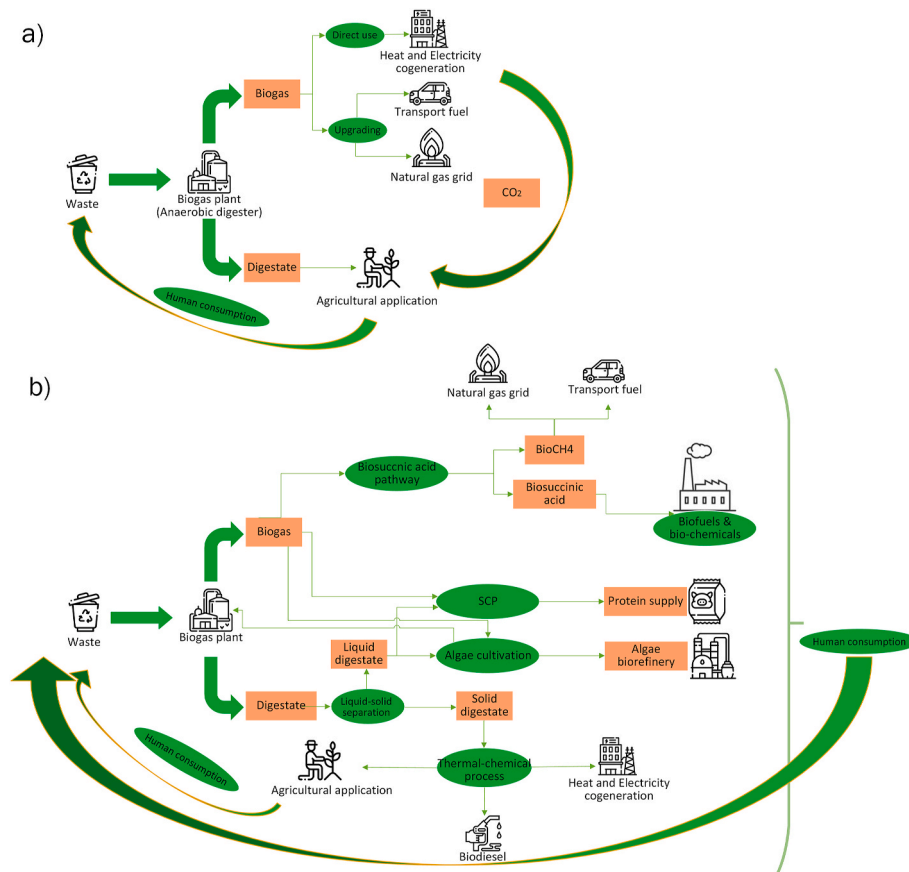 a)
Direct use
Heat and Electricity
cogeneration
Biogas
Transport fuel
Upgrading
Natural gas grid
CO2
Waste
Biogas plant
(Anaerobic digester)
Digestate
Agricultural application
Human consumption
b)
Natural gas grid
Transport fuel
BioCH4
Biosuccnic acid
pathway
Biosuccinic
acid
Biofuels &
bio-chemicals
Biogas
SCP
Protein supply
Waste
Biogas plant
Liquid
digestate
Algae cultivation
Algae
biorefinery
Human consumption
Digestate
Liquid-solid
separation
Solid
digestate
Human consumption
Agricultural application
Thermal-chemical
process
Heat and Electricity
cogeneration
Biodiesel